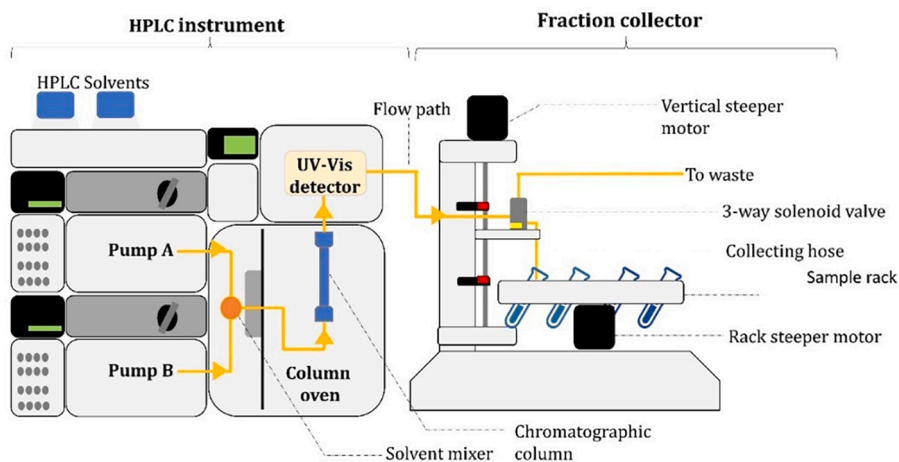 HPLC instrument
Fraction collector
HPLC Solvents
Flow path
Vertical steeper
motor
UV-Vis
detector
To waste
3-way solenoid valve
Pump A
Collecting hose
Sample rack
Rack steeper motor
Pump B
Column
oven
Chromatographic
column
Solvent mixer